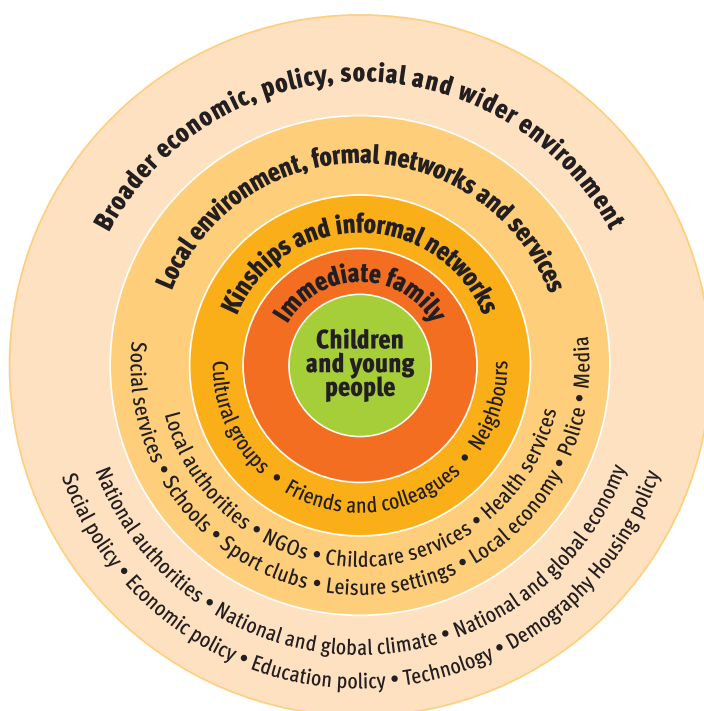 Broader economic, policy, social and wider environment
Local environment, formal networks and services
Kinships and informal networks
Immediate family
Children
and young
people
Cultural groups • Friends and colleagues • Neighbours
Local authorities • NGOs • Childcare services • Health services
Social services • Schools • Sport clubs • Leisure settings • Local economy • Police • Media
National authorities • National and global climate • National and global economy
Social policy • Economic policy • Education policy • Technology • Demography Housing policy